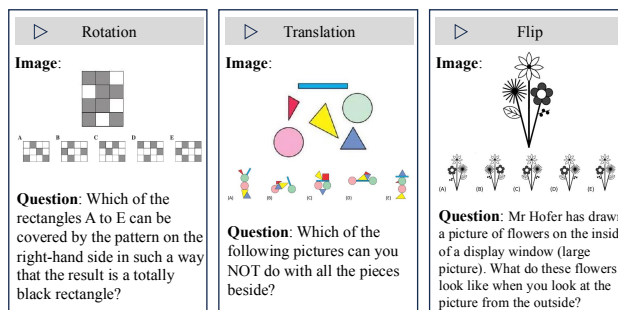 Rotation
Image:
A B C D E
Question: Which of the
rectangles A to E can be
covered by the pattern on the
right-hand side in such a way
that the result is a totally
black rectangle?
Translation
Image:
(A) (B) (C) (D) (E)
Question: Which of the
following pictures can you
NOT do with all the pieces
beside?
Flip
Image:
(A) (B) (C) (D) (E)
Question: Mr Hofer has drawn
a picture of flowers on the inside
of a display window (large
picture). What do these flowers
look like when you look at the
picture from the outside?